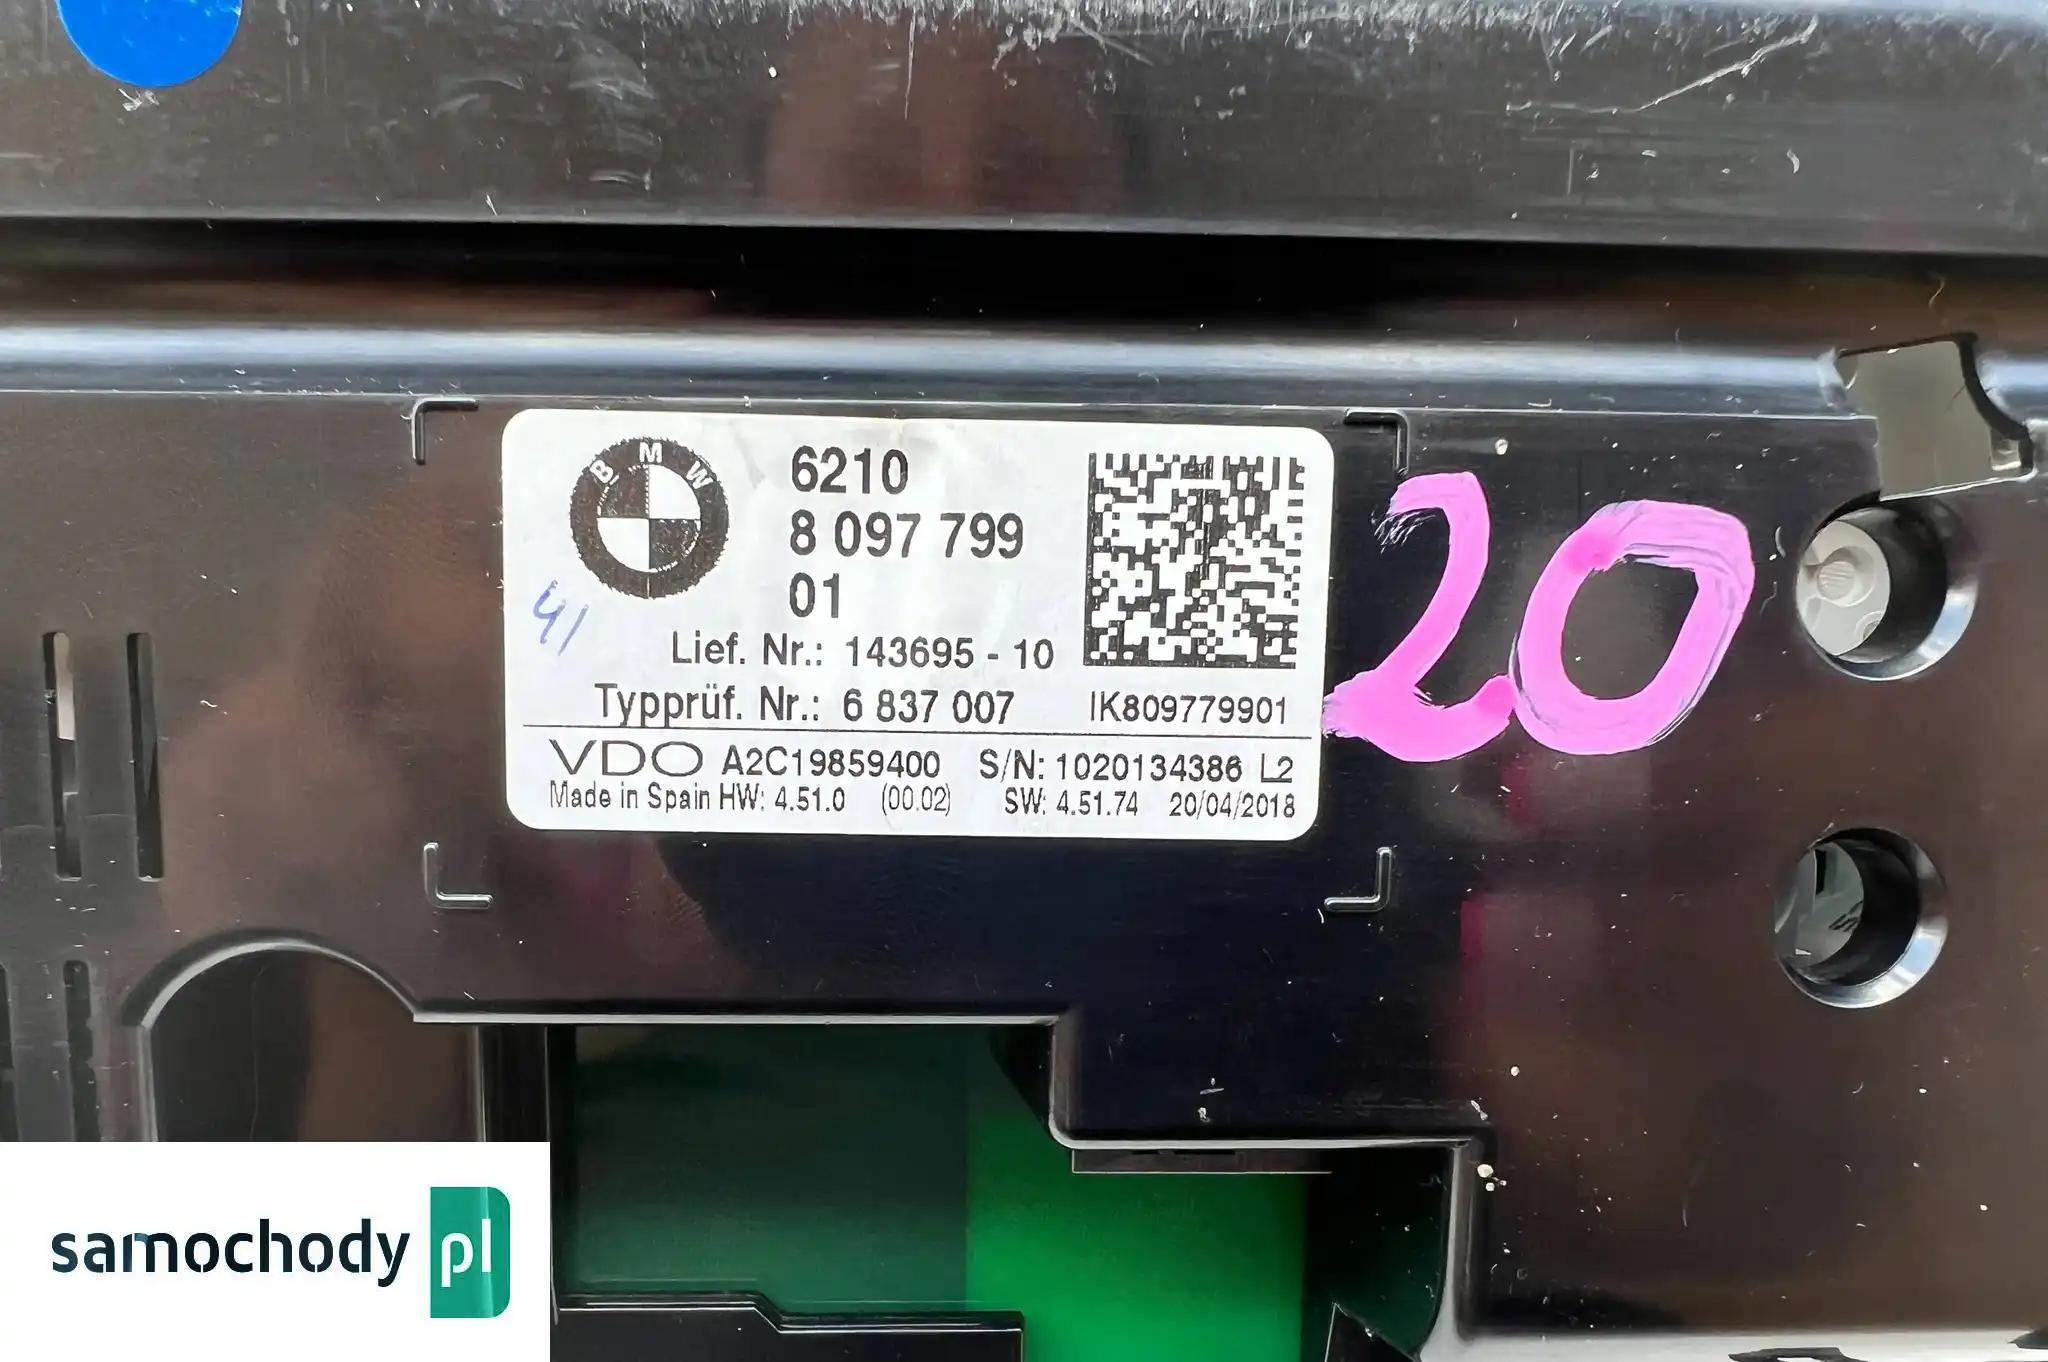 BMW
6210
8 097 799
01
41
Lief. Nr.: 143695 - 10
Typprüf. Nr.: 6 837 007 IK809779901
VDO A2C19859400 S/N: 1020134386 L2
Made in Spain HW: 4.51.0 (00.02) SW: 4.51.74 20/04/2018
20
samochody pl